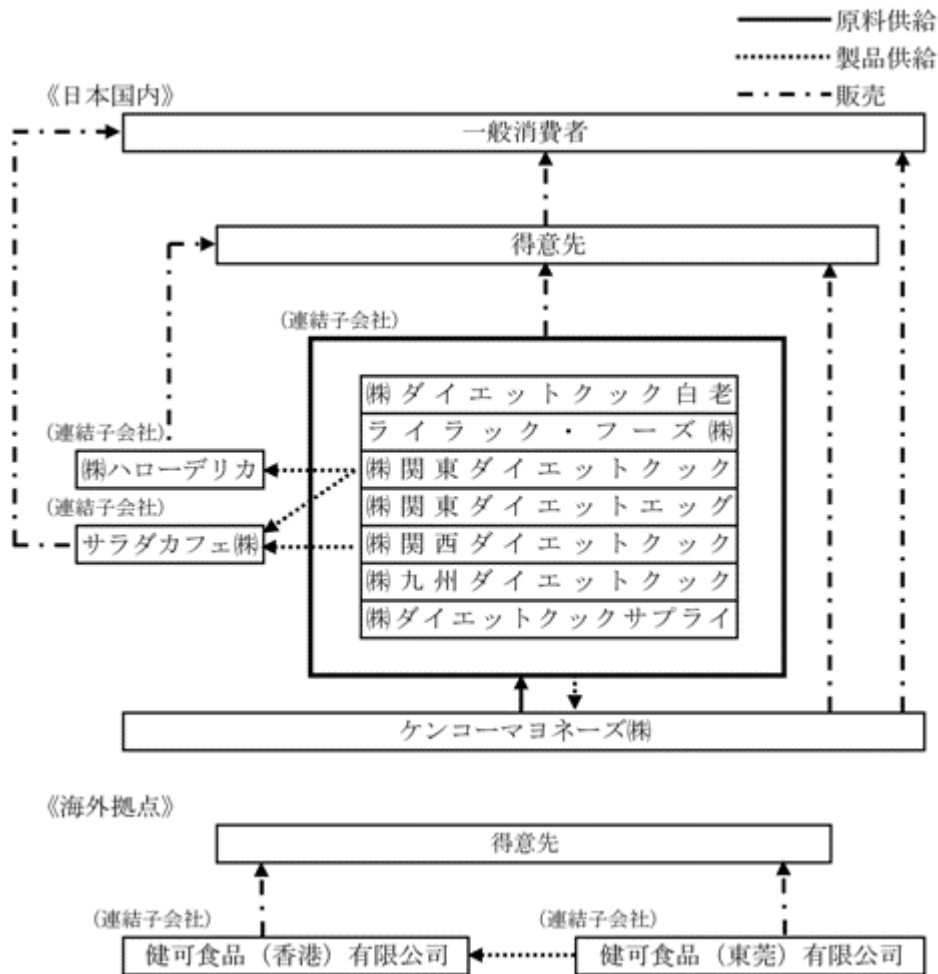 原料供給
製品供給
販売
《日本国内》
一般消費者
得意先
(連結子会社)
㈱ダイエットクック白老
ライラック・フーズ㈱
㈱関東ダイエットクック
㈱関東ダイエットエッグ
㈱関西ダイエットクック
㈱九州ダイエットクック
㈱ダイエットクックサプライ
(連結子会社)
㈱ハローデリカ
(連結子会社)
サラダカフェ㈱
ケンコーマヨネーズ㈱
《海外拠点》
得意先
(連結子会社)
健可食品（香港）有限公司
(連結子会社)
健可食品（東莞）有限公司